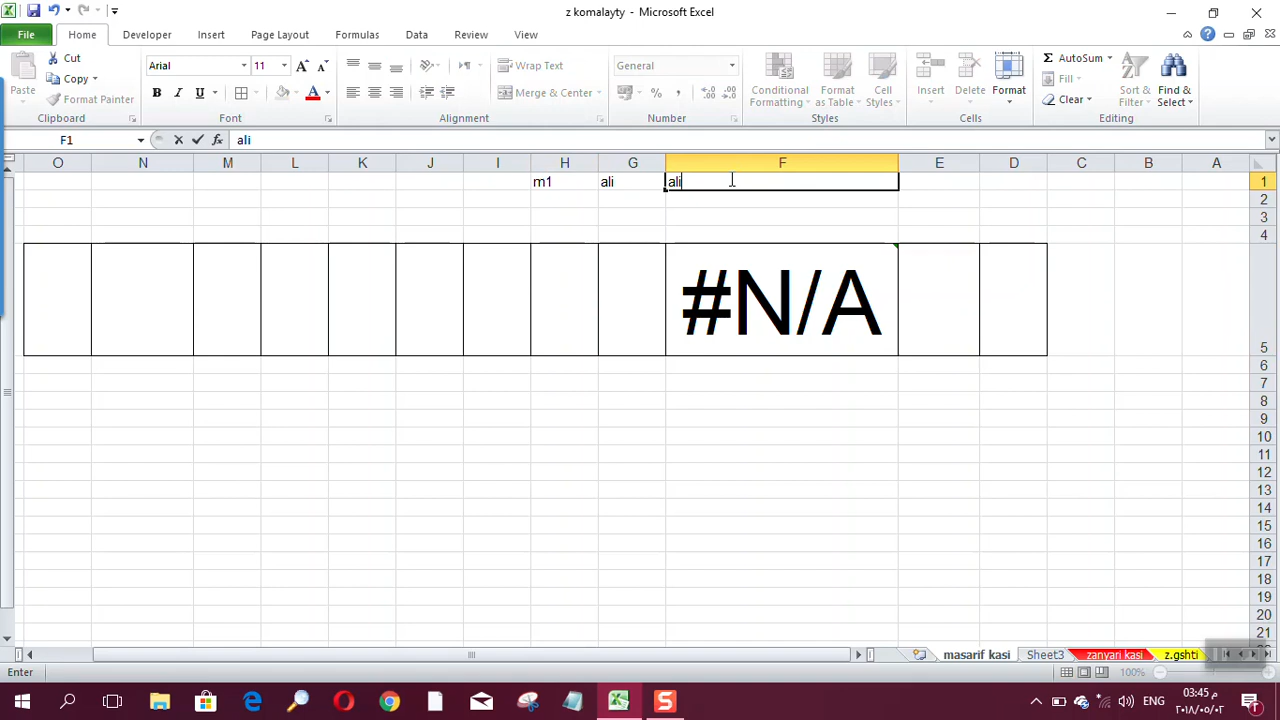 z komalayty - Microsoft Excel
File Home Developer Insert Page Layout Formulas Data Review View
Paste Cut Copy Format Painter Clipboard
Arial 11 B I U A A A Font
Wrap Text Merge & Center Alignment
General % , Number
Conditional Formatting Format as Table Cell Styles Styles
Insert Delete Format Cells
AutoSum Fill Clear Sort & Filter Find & Select Editing
F1 fx ali
O N M L K J I H G F E D C B A
m1 ali ali 1
2
3
4
#N/A 5
6
7
8
9
10
11
12
13
14
15
16
17
18
19
20
21
masarif kasi Sheet3 zanyari kasi z.gshti
Enter 100%
ENG م 03:45
٢٠١٨/٠٥/٠٢